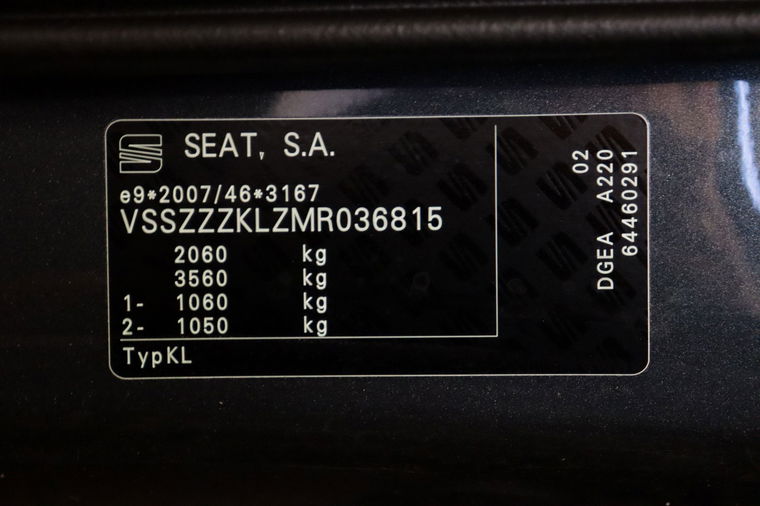 SEAT, S.A.
e9*2007/46*3167
VSSZZZKLZMR036815
2060 kg
3560 kg
1- 1060 kg
2- 1050 kg
TypKL
02
DGEA A220
64460291